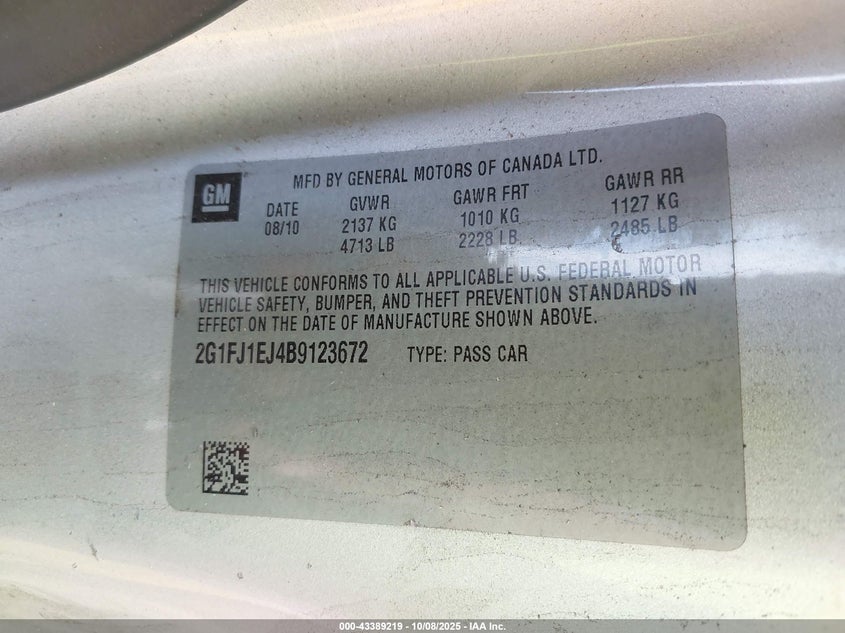 GM
MFD BY GENERAL MOTORS OF CANADA LTD.
DATE GVWR GAWR FRT GAWR RR
08/10 2137 KG 1010 KG 1127 KG
4713 LB 2228 LB 2485 LB
THIS VEHICLE CONFORMS TO ALL APPLICABLE U.S. FEDERAL MOTOR
VEHICLE SAFETY, BUMPER, AND THEFT PREVENTION STANDARDS IN
EFFECT ON THE DATE OF MANUFACTURE SHOWN ABOVE.
2G1FJ1EJ4B9123672 TYPE: PASS CAR
000-43389219 - 10/08/2025 - IAA Inc.